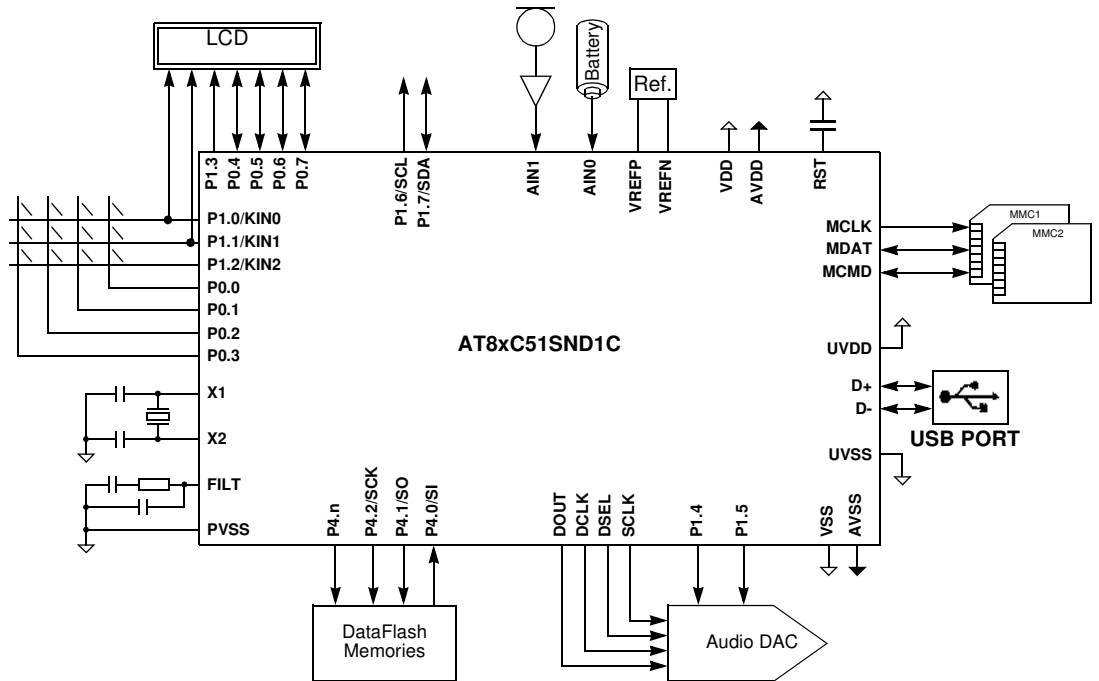 LCD
Battery
Ref.
P1.3
P0.4
P0.5
P0.6
P0.7
P1.6/SCL
P1.7/SDA
AIN1
AIN0
VREFP
VREFN
VDD
AVDD
RST
P1.0/KIN0
P1.1/KIN1
P1.2/KIN2
P0.0
P0.1
P0.2
P0.3
X1
X2
FILT
PVSS
AT8xC51SND1C
MCLK
MDAT
MCMD
MMC1
MMC2
UVDD
D+
D-
USB PORT
UVSS
P4.n
P4.2/SCK
P4.1/SO
P4.0/SI
DOUT
DCLK
DSEL
SCLK
P1.4
P1.5
VSS
AVSS
DataFlash
Memories
Audio DAC